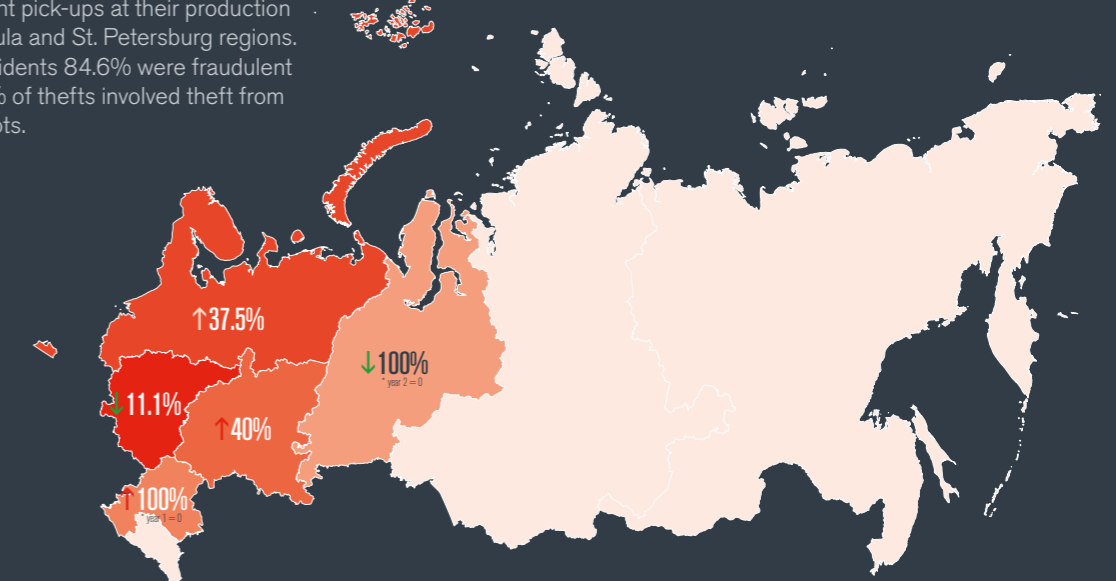 nt pick-ups at their production
ula and St. Petersburg regions.
idents 84.6% were fraudulent
% of thefts involved theft from
ots.
↑37.5%
↓100%
* year 2 = 0
↓11.1%
↑40%
↑100%
* year 1 = 0